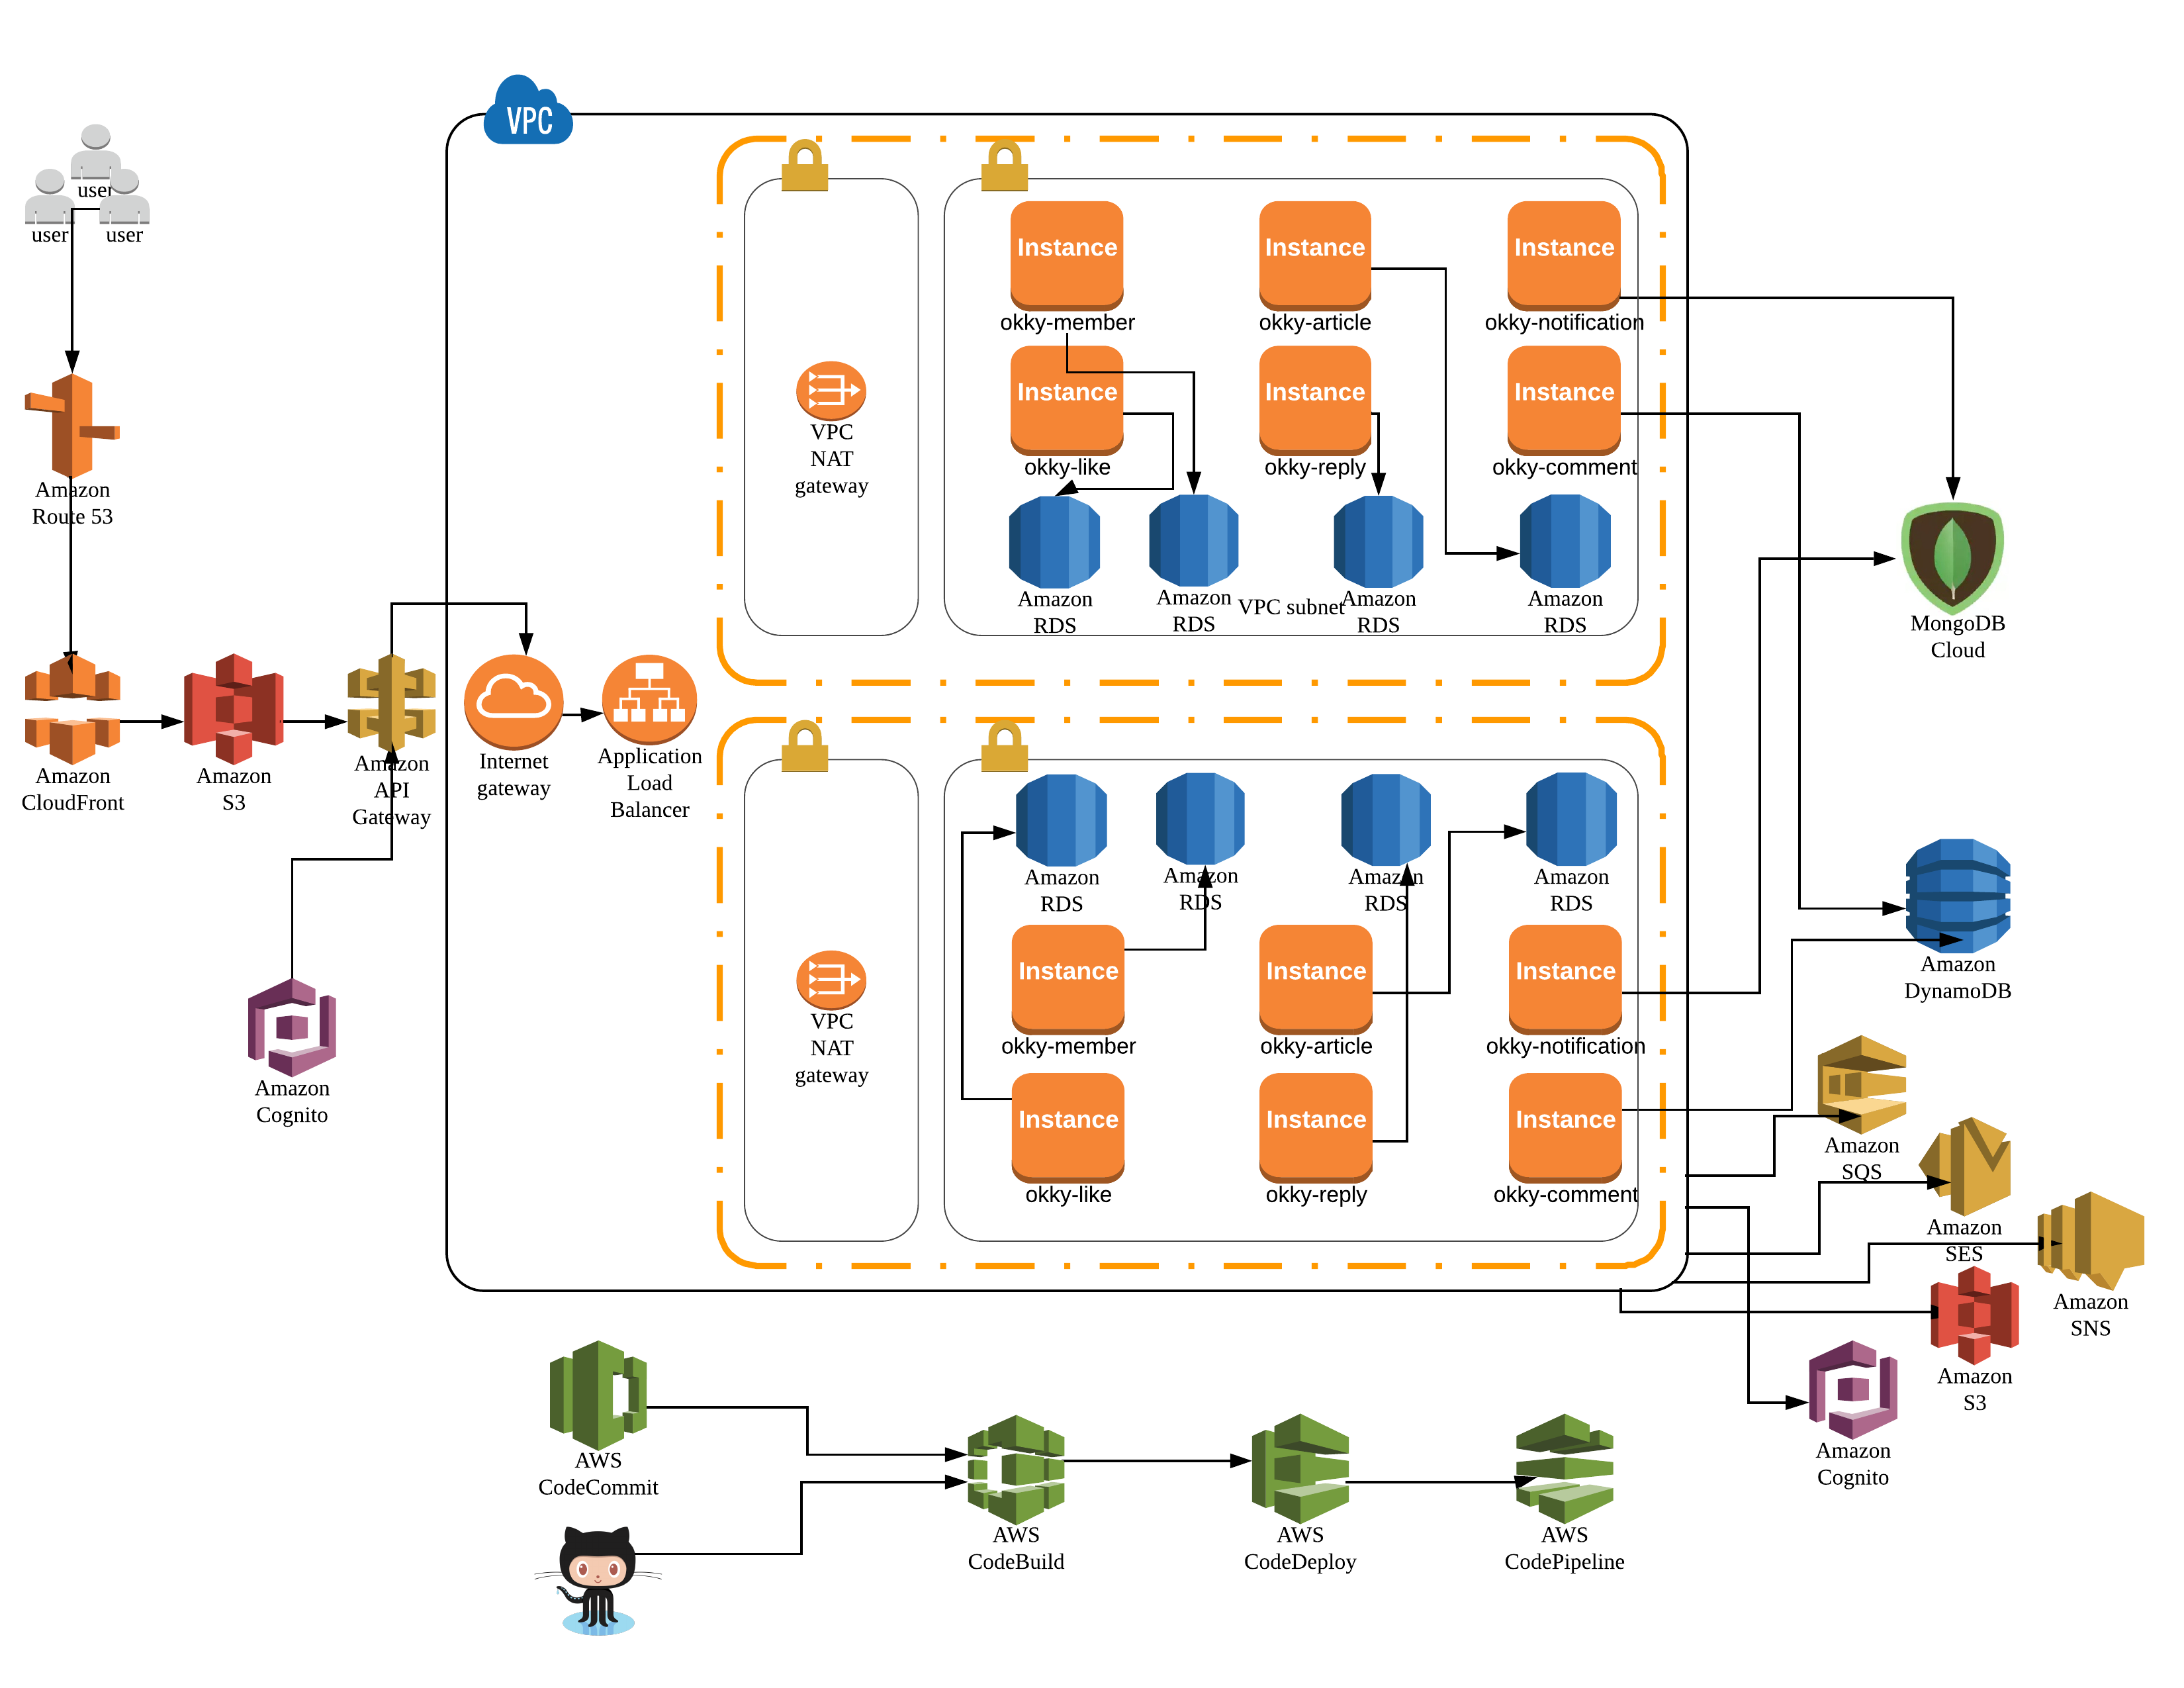 VPC
user
user
user
Instance
Instance
Instance
okky-member
okky-article
okky-notification
Instance
Instance
Instance
okky-like
okky-reply
okky-comment
VPC
NAT
gateway
Amazon
Route 53
Amazon
RDS
Amazon
RDS
VPC subnet
Amazon
RDS
Amazon
RDS
MongoDB
Cloud
Amazon
CloudFront
Amazon
S3
Amazon
API
Gateway
Internet
gateway
Application
Load
Balancer
Amazon
RDS
Amazon
RDS
Amazon
RDS
Amazon
RDS
Instance
Instance
Instance
okky-member
okky-article
okky-notification
VPC
NAT
gateway
Instance
Instance
Instance
okky-like
okky-reply
okky-comment
Amazon
Cognito
Amazon
DynamoDB
Amazon
SQS
Amazon
SES
Amazon
SNS
Amazon
S3
Amazon
Cognito
AWS
CodeCommit
AWS
CodeBuild
AWS
CodeDeploy
AWS
CodePipeline